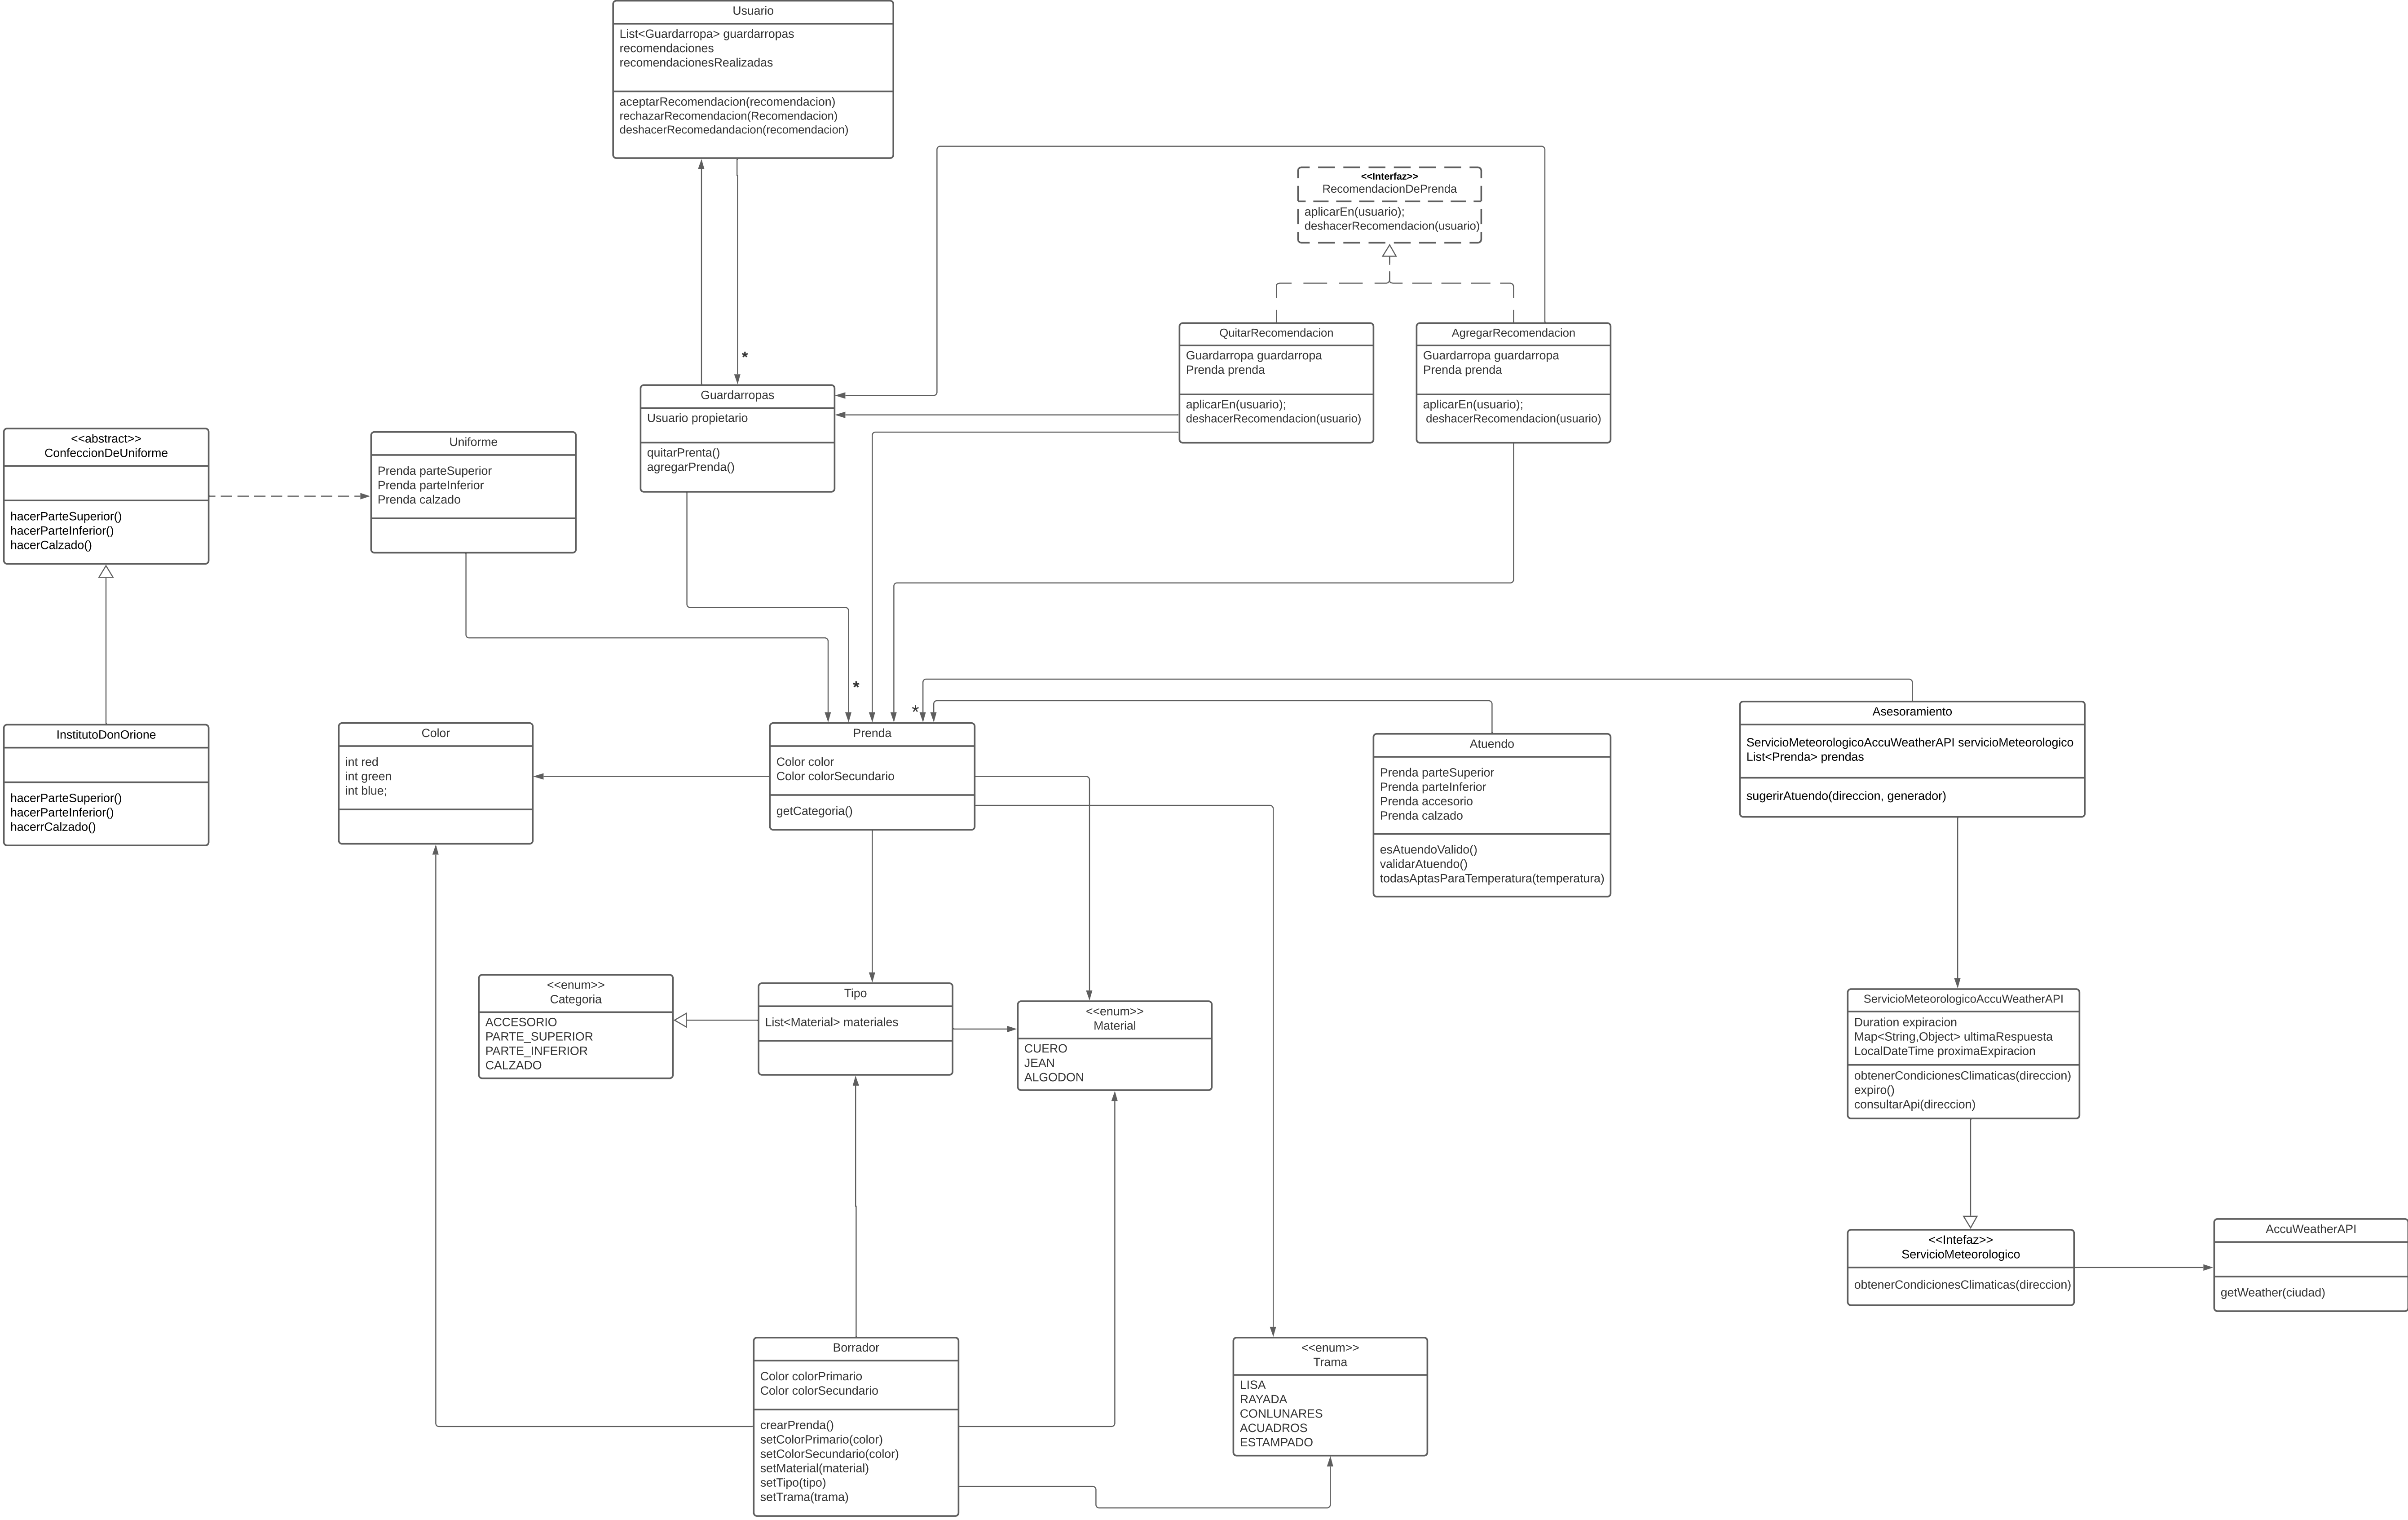 Usuario
List<Guardarropa> guardarropas
recomendaciones
recomendacionesRealizadas
aceptarRecomendacion(recomendacion)
rechazarRecomendacion(Recomendacion)
deshacerRecomedandacion(recomendacion)
<<Interfaz>>
RecomendacionDePrenda
aplicarEn(usuario);
deshacerRecomendacion(usuario)
QuitarRecomendacion
Guardarropa guardarropa
Prenda prenda
aplicarEn(usuario);
deshacerRecomendacion(usuario)
AgregarRecomendacion
Guardarropa guardarropa
Prenda prenda
aplicarEn(usuario);
deshacerRecomendacion(usuario)
*
Guardarropas
Usuario propietario
quitarPrenta()
agregarPrenda()
<<abstract>>
ConfeccionDeUniforme
hacerParteSuperior()
hacerParteInferior()
hacerCalzado()
Uniforme
Prenda parteSuperior
Prenda parteInferior
Prenda calzado
*
*
InstitutoDonOrione
hacerParteSuperior()
hacerParteInferior()
hacerrCalzado()
Color
int red
int green
int blue;
Prenda
Color color
Color colorSecundario
getCategoria()
Atuendo
Prenda parteSuperior
Prenda parteInferior
Prenda accesorio
Prenda calzado
esAtuendoValido()
validarAtuendo()
todasAptasParaTemperatura(temperatura)
Asesoramiento
ServicioMeteorologicoAccuWeatherAPI servicioMeteorologico
List<Prenda> prendas
sugerirAtuendo(direccion, generador)
<<enum>>
Categoria
ACCESORIO
PARTE_SUPERIOR
PARTE_INFERIOR
CALZADO
Tipo
List<Material> materiales
<<enum>>
Material
CUERO
JEAN
ALGODON
ServicioMeteorologicoAccuWeatherAPI
Duration expiracion
Map<String,Object> ultimaRespuesta
LocalDateTime proximaExpiracion
obtenerCondicionesClimaticas(direccion)
expiro()
consultarApi(direccion)
<<Intefaz>>
ServicioMeteorologico
obtenerCondicionesClimaticas(direccion)
AccuWeatherAPI
getWeather(ciudad)
Borrador
Color colorPrimario
Color colorSecundario
crearPrenda()
setColorPrimario(color)
setColorSecundario(color)
setMaterial(material)
setTipo(tipo)
setTrama(trama)
<<enum>>
Trama
LISA
RAYADA
CONLUNARES
ACUADROS
ESTAMPADO